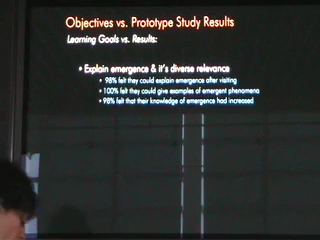 Objectives vs. Prototype Study Results
Learning Goals vs. Results:
• Explain emergence & it's diverse relevance
• 98% felt they could explain emergence after visiting
• 100% felt they could give examples of emergent phenomena
• 98% felt that their knowledge of emergence had increased